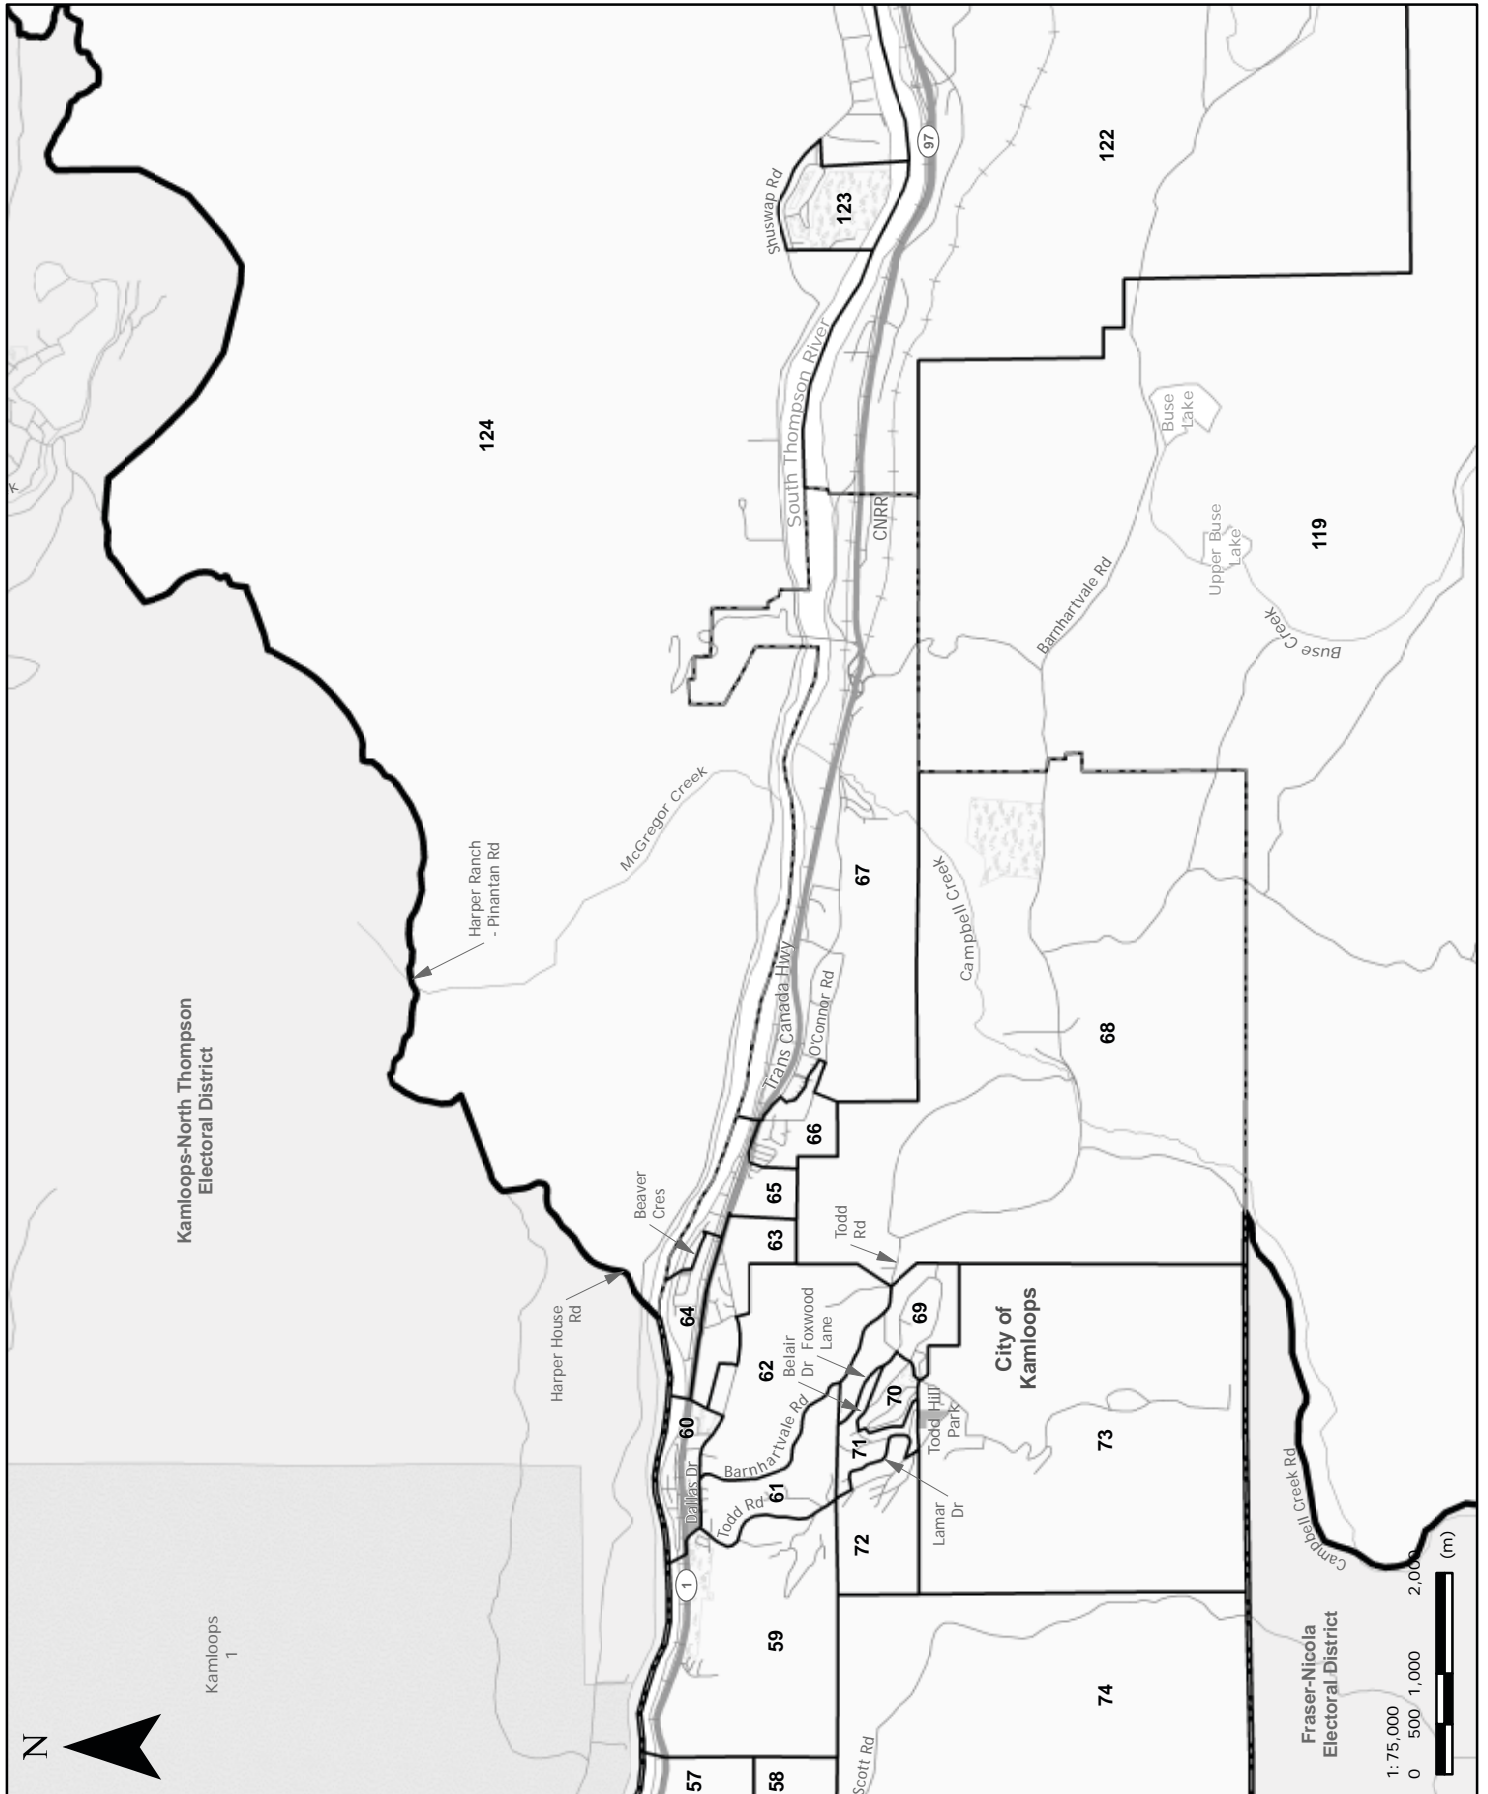 N
Kamloops
1
Kamloops-North Thompson
Electoral District
Harper House
Rd
Beaver
Cres
Harper Ranch
- Pinantan Rd
McGregor Creek
124
k
South Thompson River
Shuswap Rd
123
97
122
CNRR
Trans Canada Hwy
O'Connor Rd
67
66
65
63
64
60
Dallas Dr
1
59
57
58
Todd Rd
61
Barnhartvale Rd
62
Belair
Dr
Foxwood
Lane
Todd
Rd
69
70
71
72
Lamar
Dr
Todd Hill
Park
City of
Kamloops
73
74
Scott Rd
68
Campbell Creek
Barnhartvale Rd
Buse
Lake
Upper Buse
Lake
Buse Creek
Buse Creek
119
Campbell Creek Rd
Fraser-Nicola
Electoral District
1: 75,000
0 500 1,000 2,000
(m)